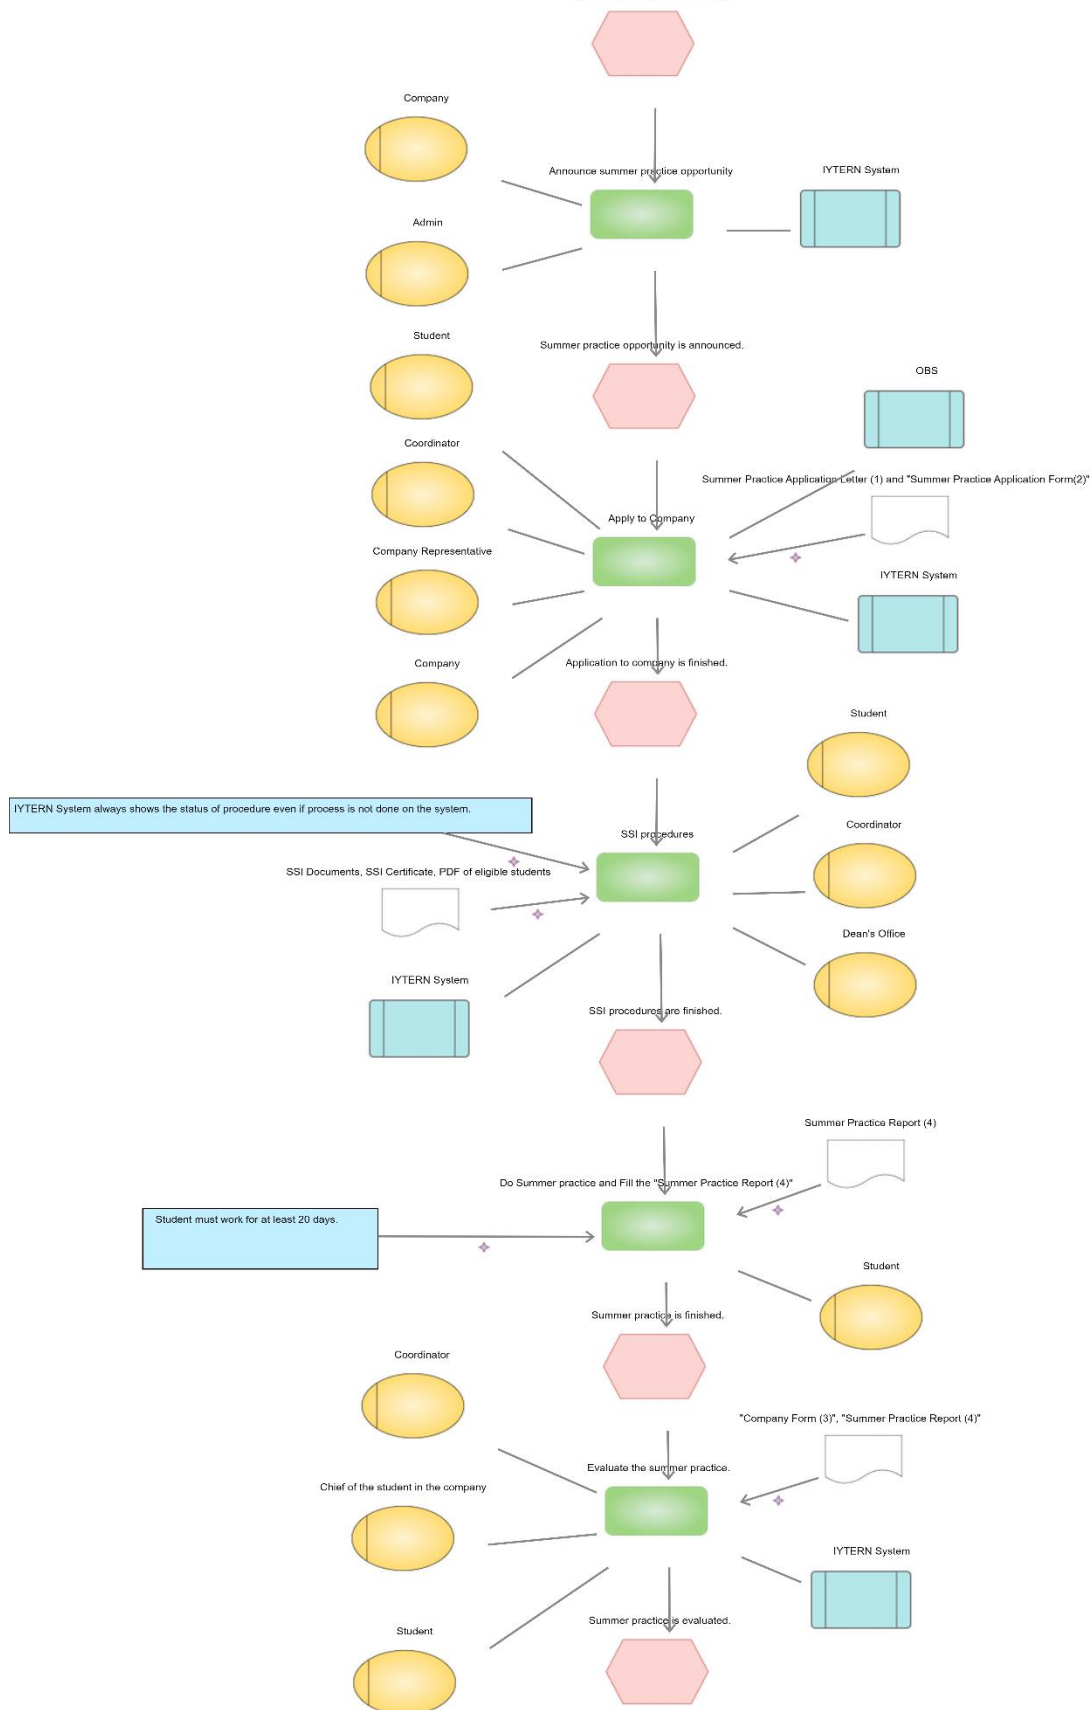 Company
Announce summer practice opportunity
IYTERN System
Admin
Student
Summer practice opportunity is announced.
OBS
Coordinator
Summer Practice Application Letter (1) and "Summer Practice Application Form(2)"
Apply to Company
Company Representative
IYTERN System
Company
Application to company is finished.
Student
IYTERN System always shows the status of procedure even if process is not done on the system.
SSI procedures
Coordinator
SSI Documents, SSI Certificate, PDF of eligible students
Dean's Office
IYTERN System
SSI procedures are finished.
Summer Practice Report (4)
Do Summer practice and Fill the "Summer Practice Report (4)"
Student must work for at least 20 days.
Student
Summer practice is finished.
Coordinator
"Company Form (3)", "Summer Practice Report (4)"
Evaluate the summer practice.
Chief of the student in the company
IYTERN System
Summer practice is evaluated.
Student